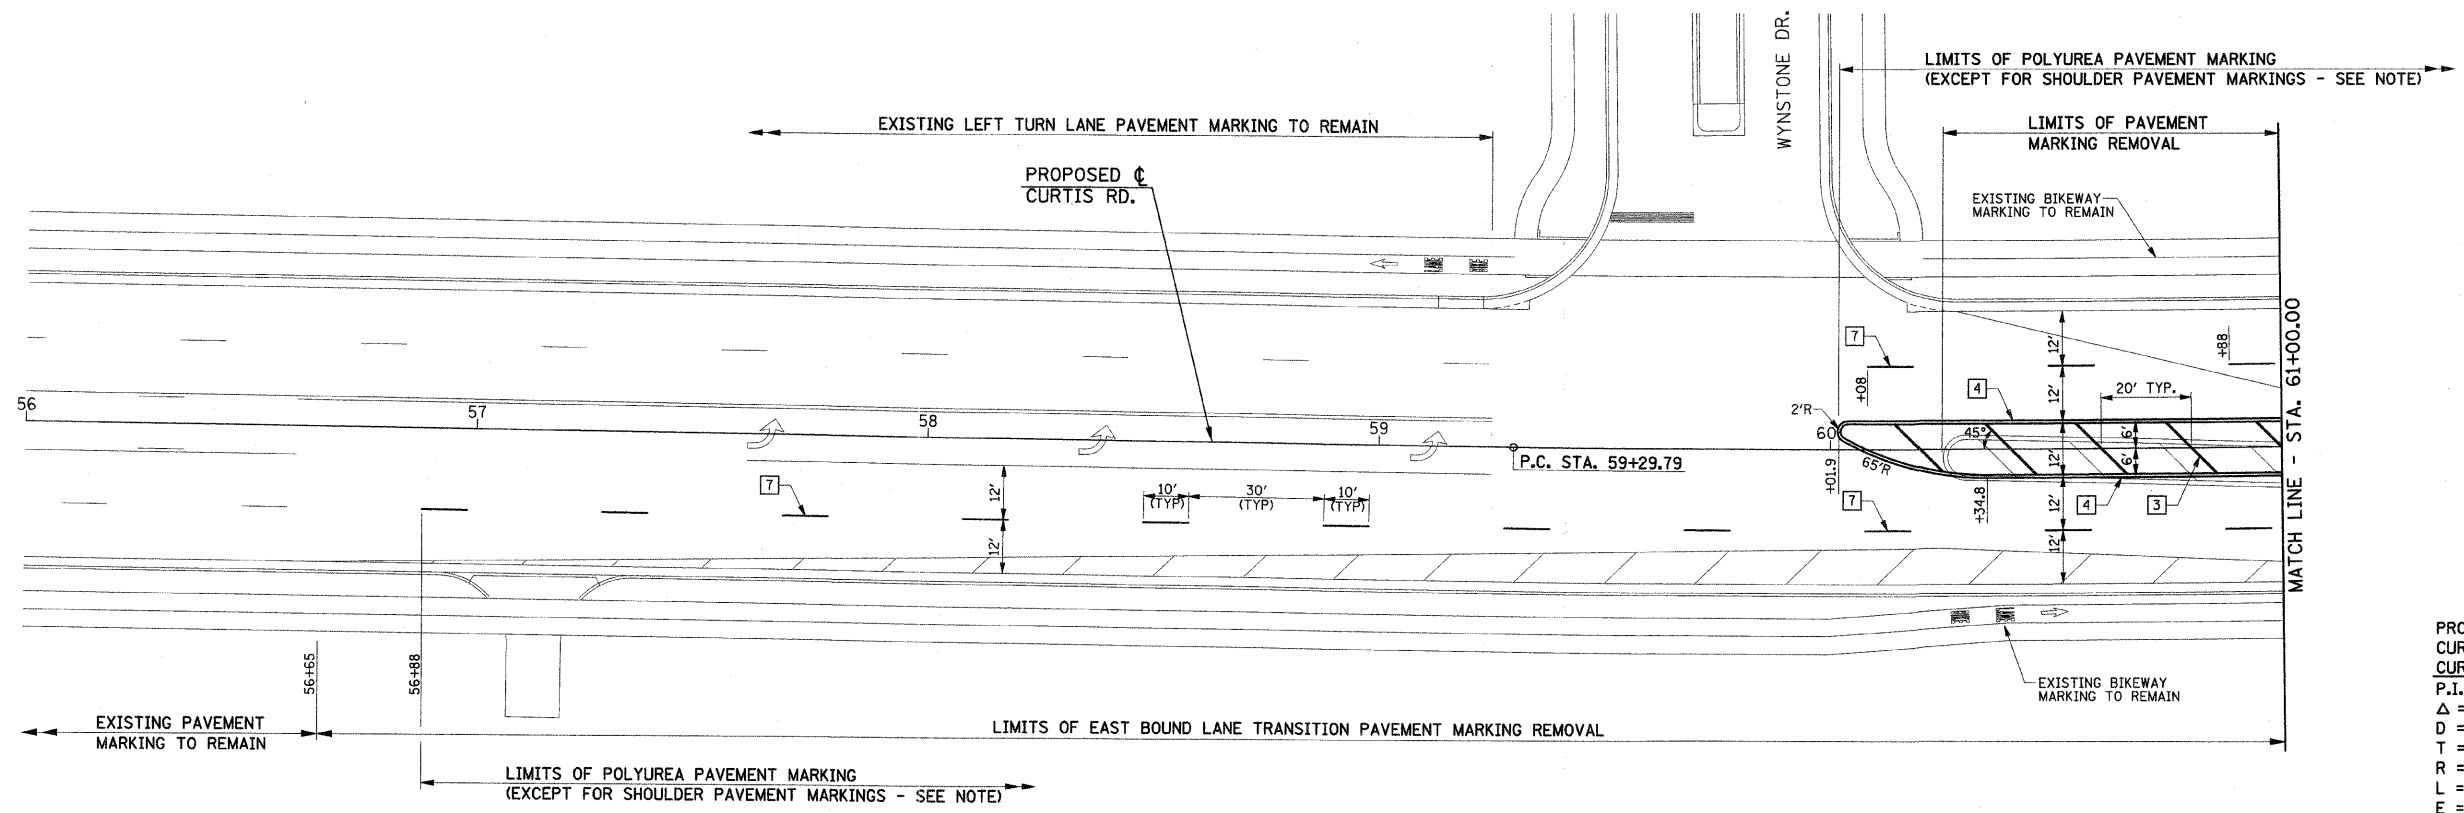 WYNSTONE DR.
LIMITS OF POLYUREA PAVEMENT MARKING
(EXCEPT FOR SHOULDER PAVEMENT MARKINGS - SEE NOTE)
EXISTING LEFT TURN LANE PAVEMENT MARKING TO REMAIN
LIMITS OF PAVEMENT
MARKING REMOVAL
PROPOSED ℄
CURTIS RD.
EXISTING BIKEWAY
MARKING TO REMAIN
7
+08
12'
12'
+88
4
20' TYP.
MATCH LINE - STA. 61+00.00
56
57
58
59
60
2'R
45°
12'
6'
6'
65'R
+01.9
P.C. STA. 59+29.79
7
12'
12'
10'
(TYP)
30'
(TYP)
10'
(TYP)
7
+34.8
12'
12'
4
3
56+65
56+88
EXISTING BIKEWAY
MARKING TO REMAIN
EXISTING PAVEMENT
MARKING TO REMAIN
LIMITS OF EAST BOUND LANE TRANSITION PAVEMENT MARKING REMOVAL
LIMITS OF POLYUREA PAVEMENT MARKING
(EXCEPT FOR SHOULDER PAVEMENT MARKINGS - SEE NOTE)
PRO
CUR
CUR
P.I.
Δ =
D =
T =
R =
L =
E =